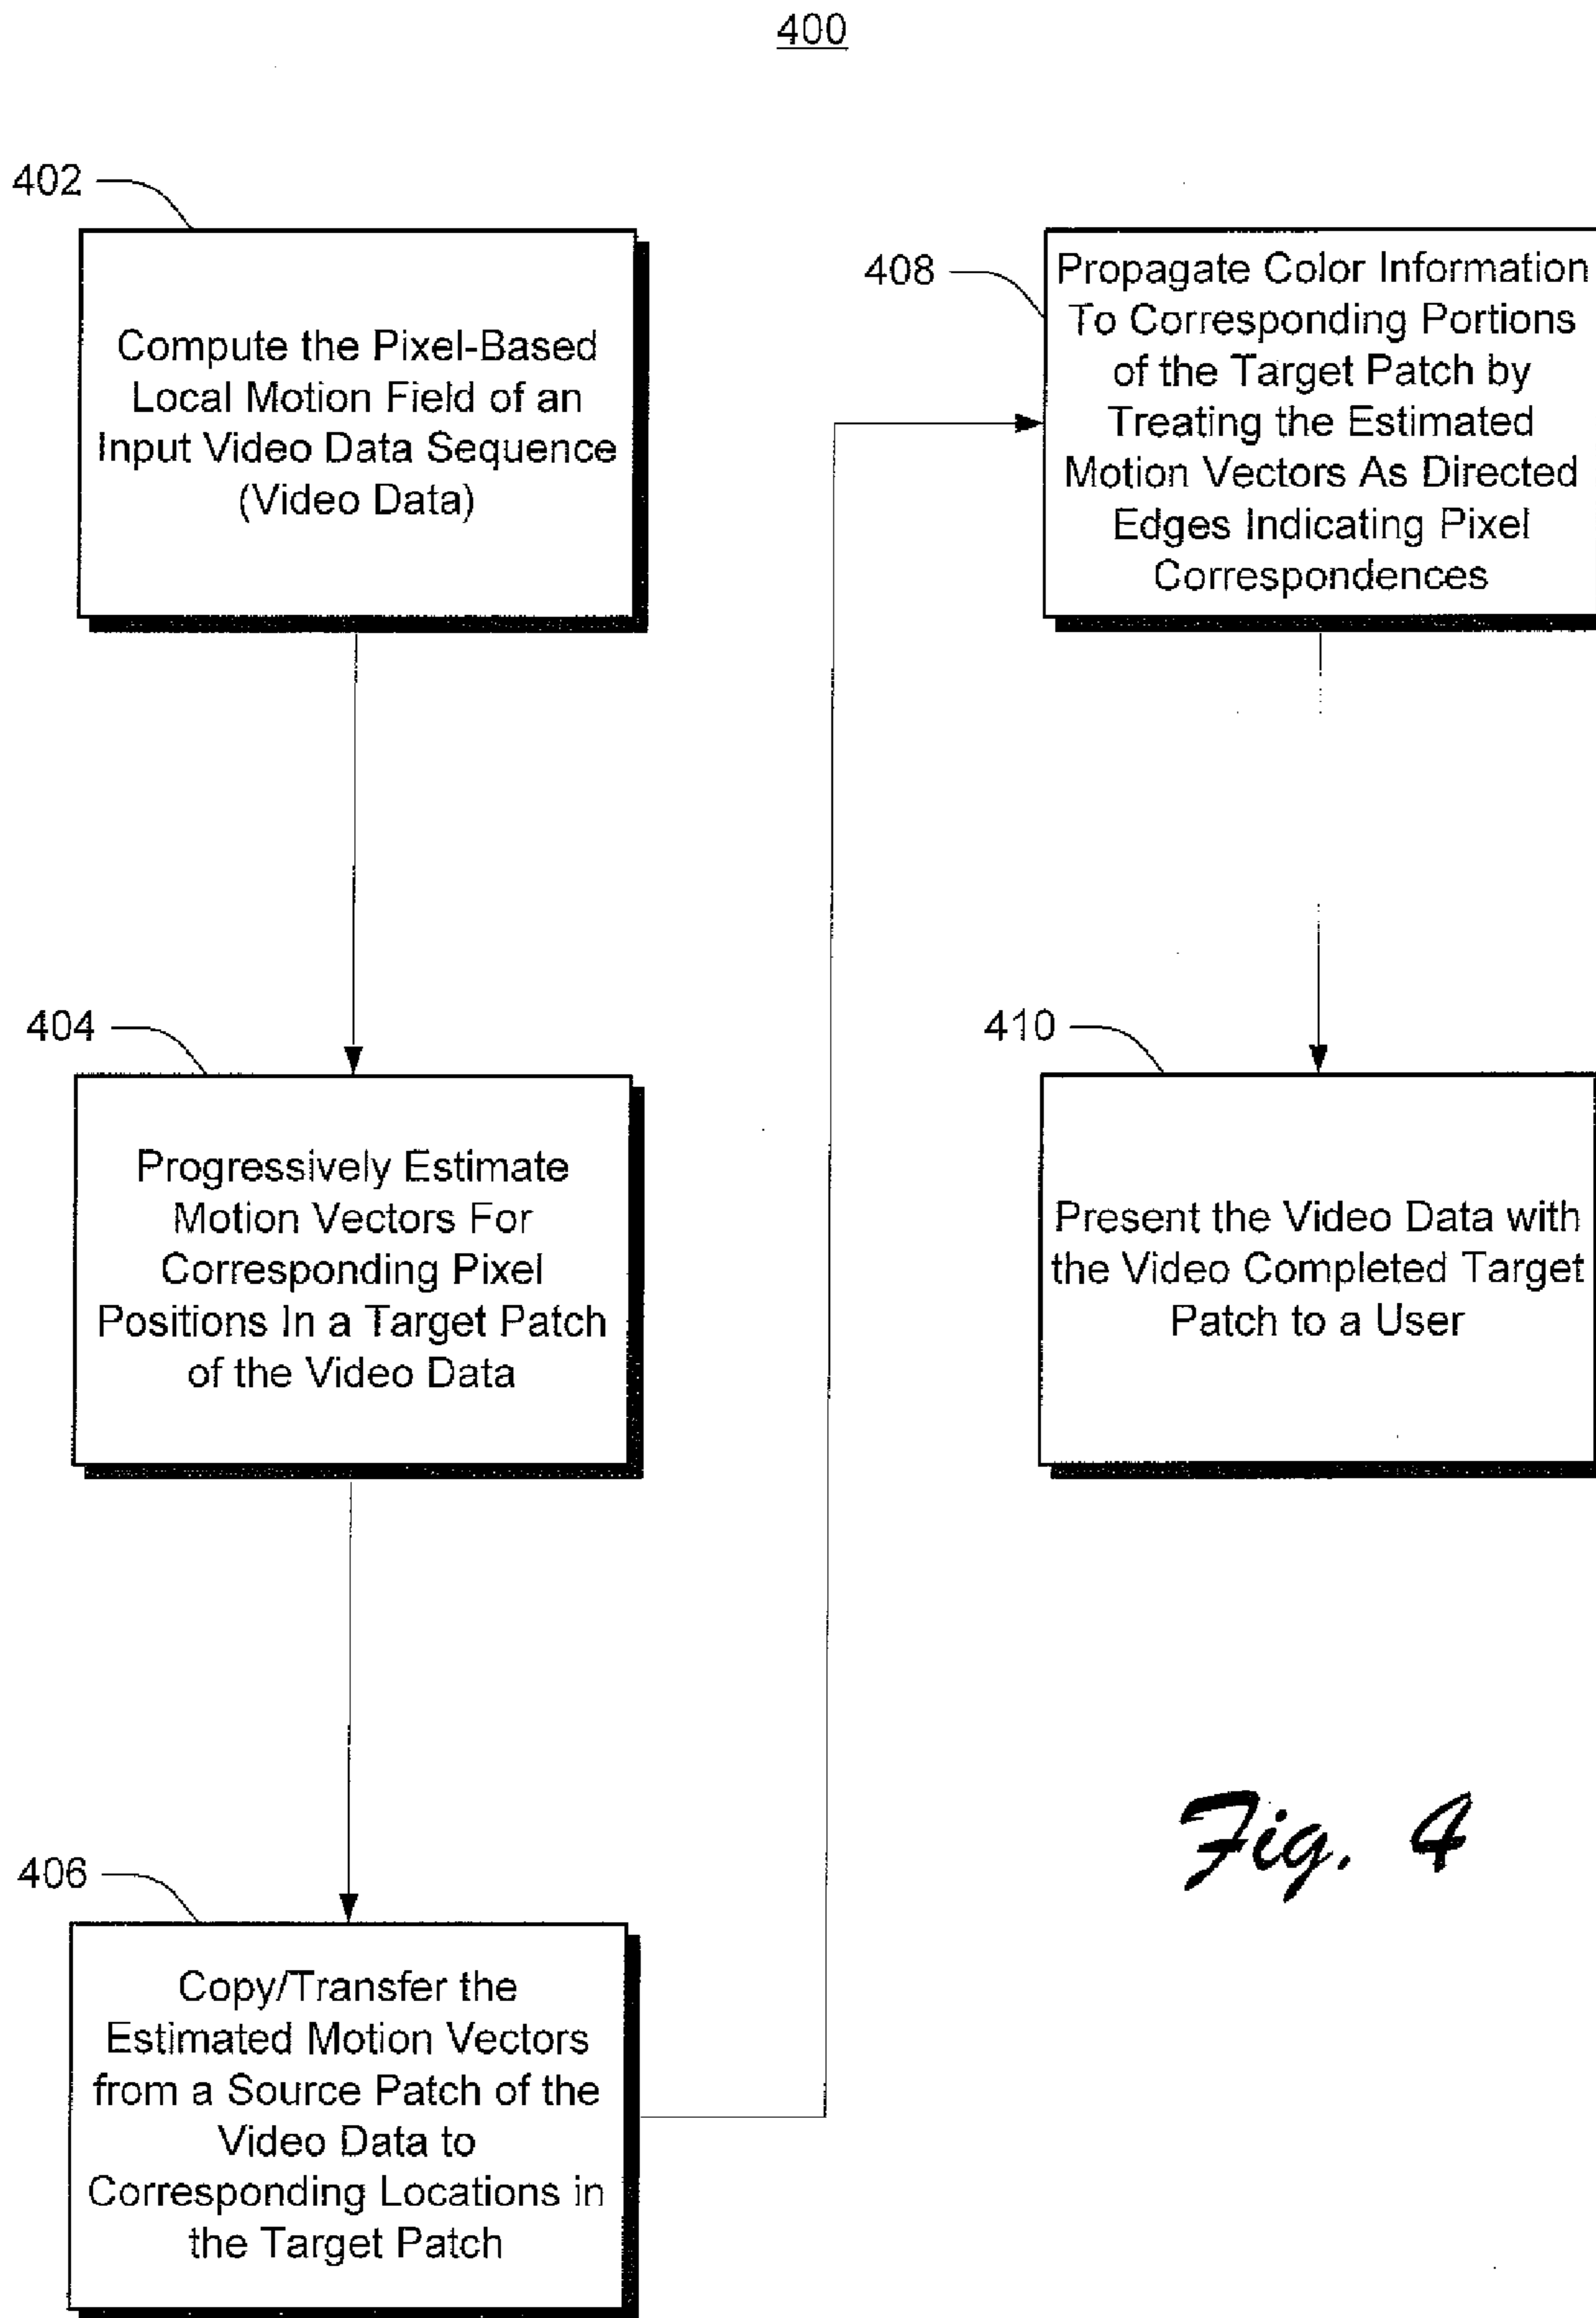 400
402
Compute the Pixel-Based
Local Motion Field of an
Input Video Data Sequence
(Video Data)
404
Progressively Estimate
Motion Vectors For
Corresponding Pixel
Positions In a Target Patch
of the Video Data
406
Copy/Transfer the
Estimated Motion Vectors
from a Source Patch of the
Video Data to
Corresponding Locations in
the Target Patch
408
Propagate Color Information
To Corresponding Portions
of the Target Patch by
Treating the Estimated
Motion Vectors As Directed
Edges Indicating Pixel
Correspondences
410
Present the Video Data with
the Video Completed Target
Patch to a User
Fig. 4